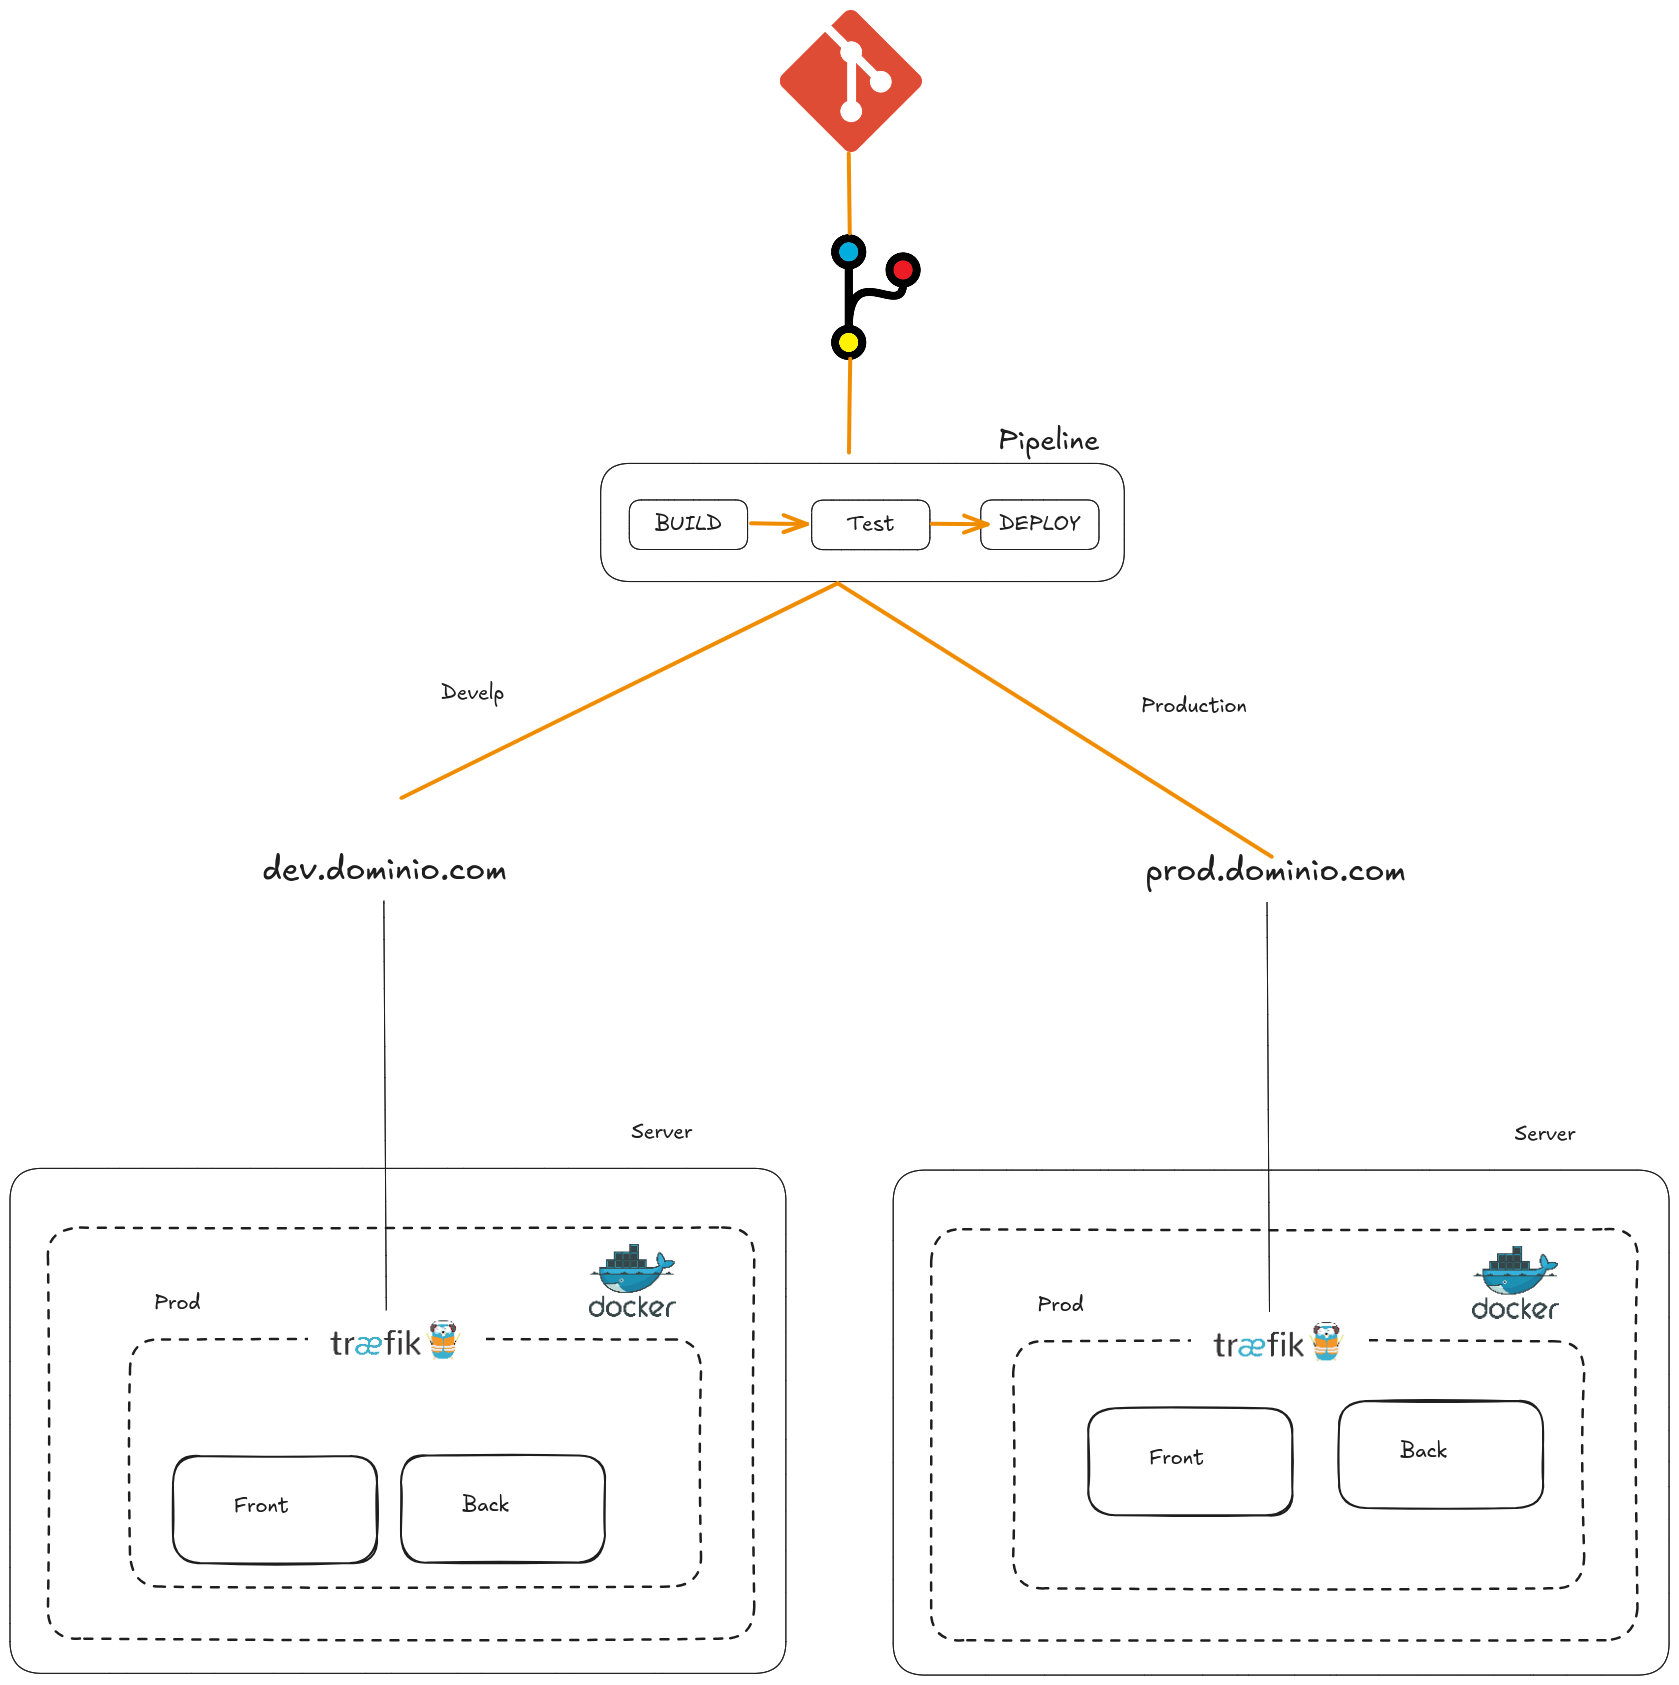 Pipeline
BUILD
Test
DEPLOY
Develp
Production
dev.dominio.com
prod.dominio.com
Server
Server
docker
docker
Prod
Prod
træfik
træfik
Front
Back
Front
Back